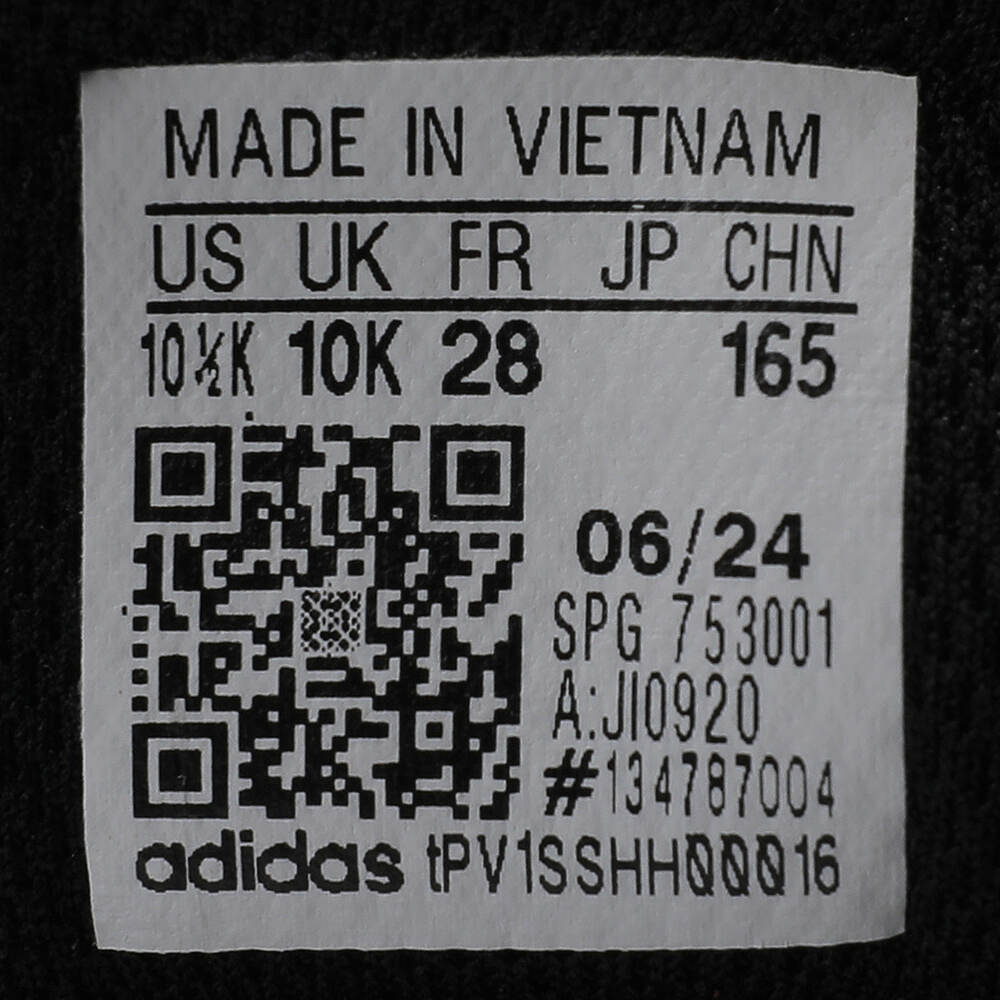 MADE IN VIETNAM
US UK FR JP CHN
10½K 10K 28 165
06/24
SPG 753001
A:JI0920
#134787004
adidas tPV1SSHH00016